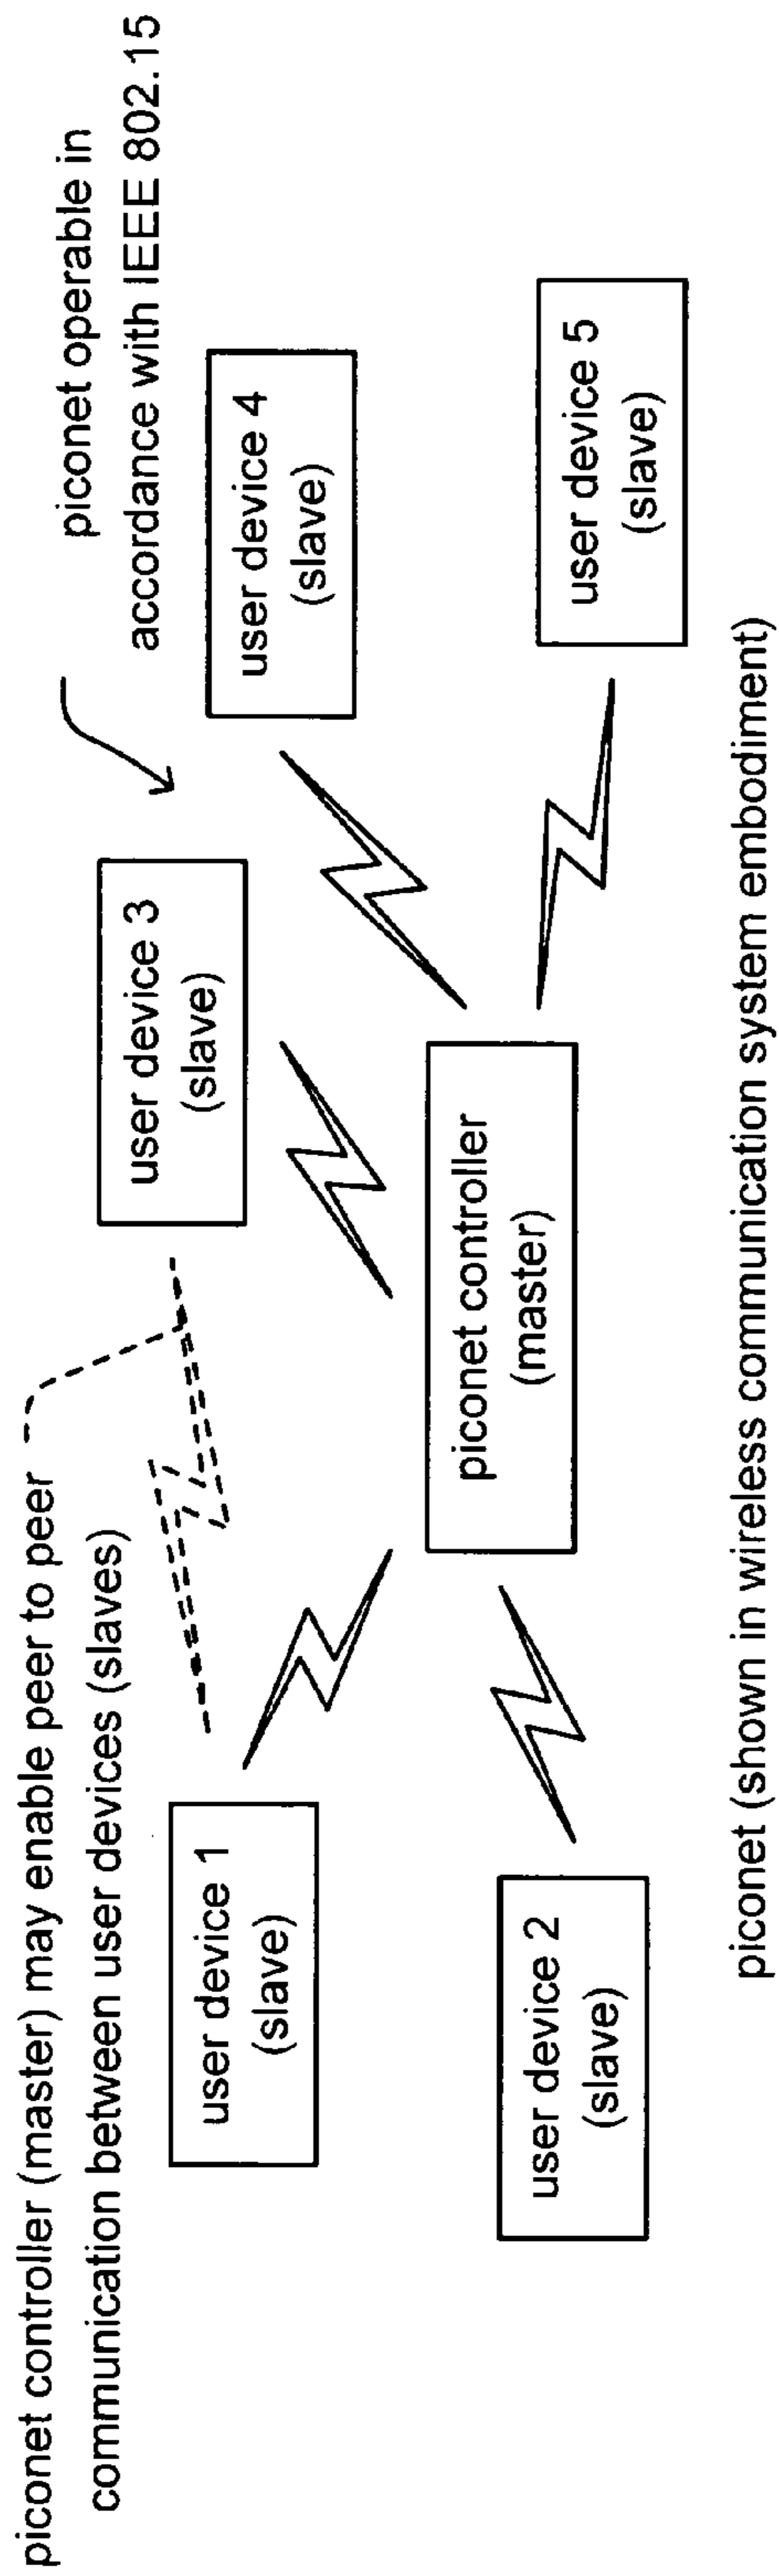 piconet controller (master) may enable peer to peer
communication between user devices (slaves)
piconet operable in
accordance with IEEE 802.15
user device 1
(slave)
user device 3
(slave)
user device 4
(slave)
piconet controller
(master)
user device 2
(slave)
user device 5
(slave)
piconet (shown in wireless communication system embodiment)